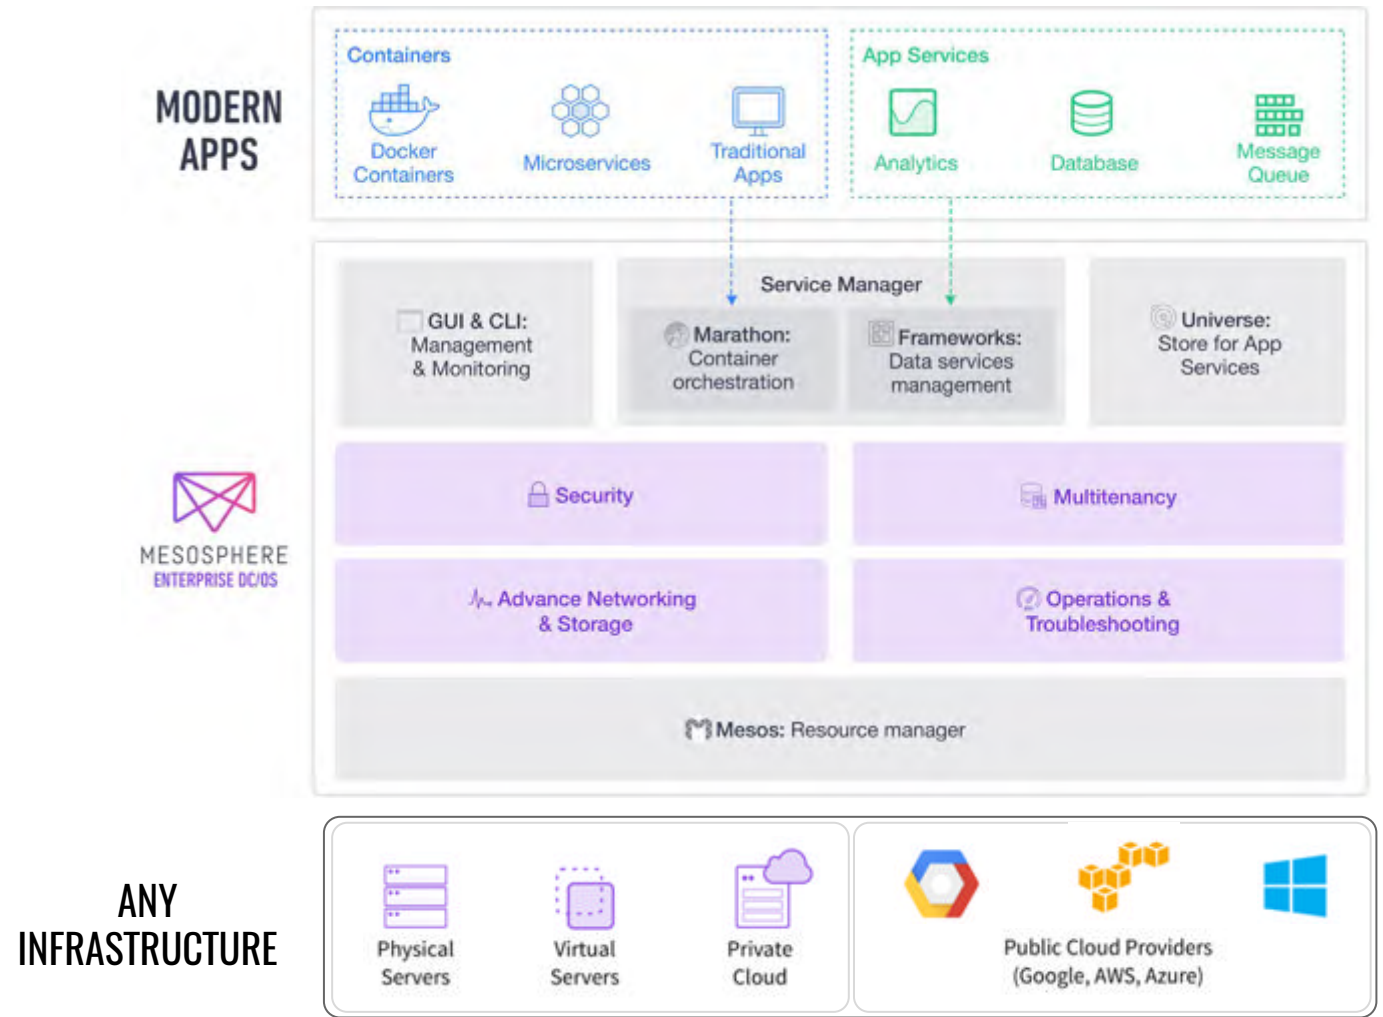 MODERN
APPS
Containers
Docker
Containers
Microservices
Traditional
Apps
App Services
Analytics
Database
Message
Queue
GUI & CLI:
Management
& Monitoring
Service Manager
Marathon:
Container
orchestration
Frameworks:
Data services
management
Universe:
Store for App
Services
MESOSPHERE
ENTERPRISE DC/OS
Security
Multitenancy
Advance Networking
& Storage
Operations &
Troubleshooting
Mesos: Resource manager
ANY
INFRASTRUCTURE
Physical
Servers
Virtual
Servers
Private
Cloud
Public Cloud Providers
(Google, AWS, Azure)